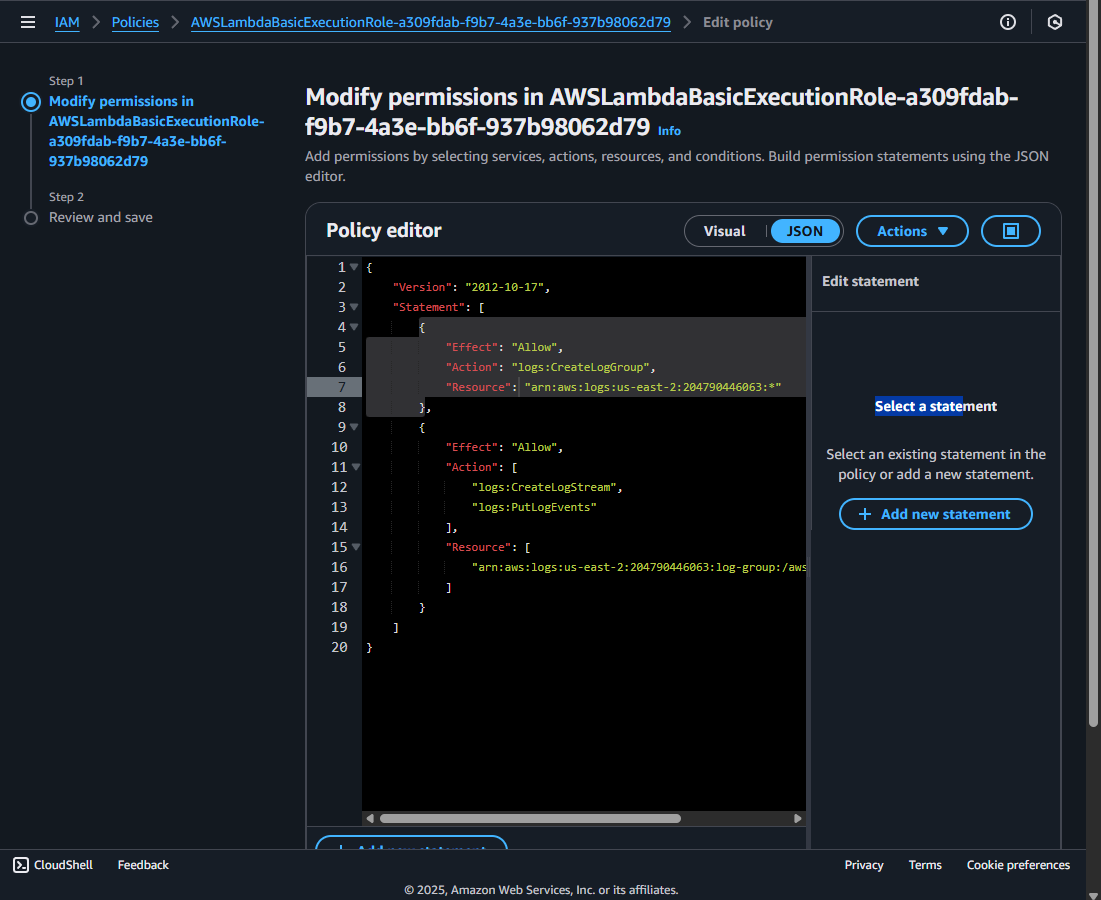 IAM > Policies > AWSLambdaBasicExecutionRole-a309fdab-f9b7-4a3e-bb6f-937b98062d79 > Edit policy
Step 1
Modify permissions in
AWSLambdaBasicExecutionRole-
a309fdab-f9b7-4a3e-bb6f-
937b98062d79
Step 2
Review and save
Modify permissions in AWSLambdaBasicExecutionRole-a309fdab-
f9b7-4a3e-bb6f-937b98062d79 Info
Add permissions by selecting services, actions, resources, and conditions. Build permission statements using the JSON
editor.
Policy editor
Visual | JSON
Actions
1 {
2 "Version": "2012-10-17",
3 "Statement": [
4 {
5 "Effect": "Allow",
6 "Action": "logs:CreateLogGroup",
7 "Resource": "arn:aws:logs:us-east-2:204790446063:*"
8 },
9 {
10 "Effect": "Allow",
11 "Action": [
12 "logs:CreateLogStream",
13 "logs:PutLogEvents"
14 ],
15 "Resource": [
16 "arn:aws:logs:us-east-2:204790446063:log-group:/aws
17 ]
18 }
19 ]
20 }
Edit statement
Select a statement
Select an existing statement in the
policy or add a new statement.
+ Add new statement
+ Add new statement
CloudShell
Feedback
Privacy
Terms
Cookie preferences
© 2025, Amazon Web Services, Inc. or its affiliates.